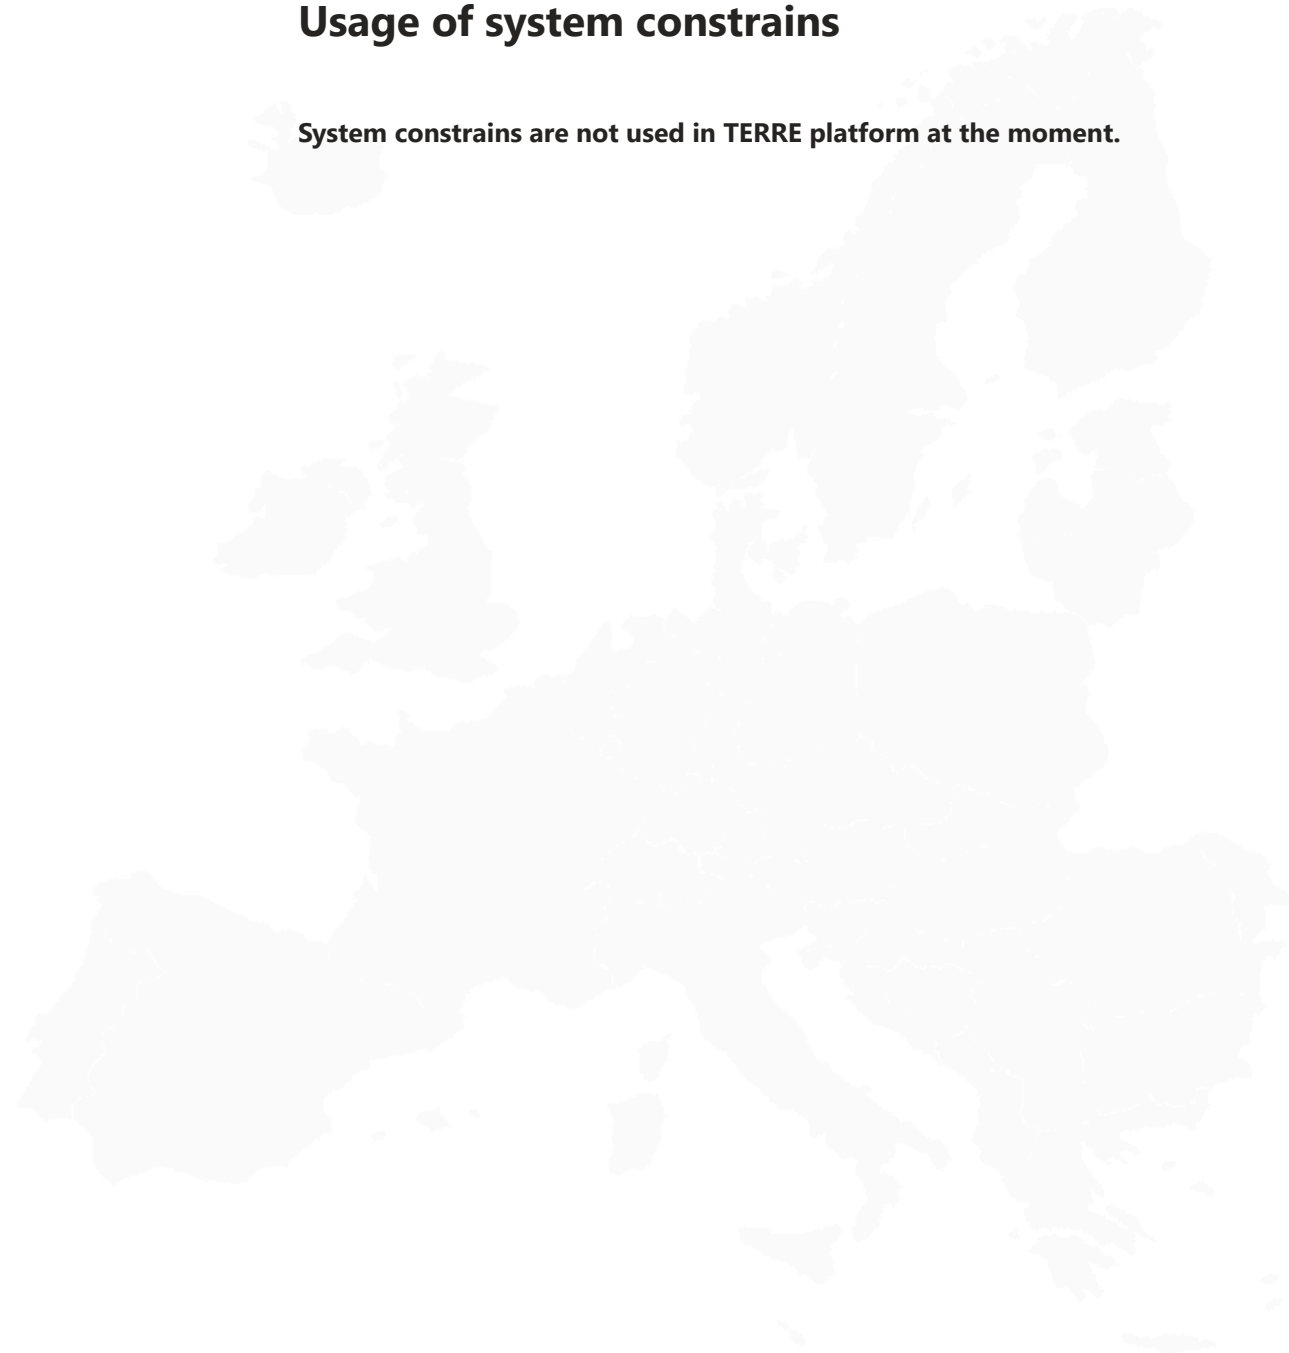 Usage of system constrains
System constrains are not used in TERRE platform at the moment.